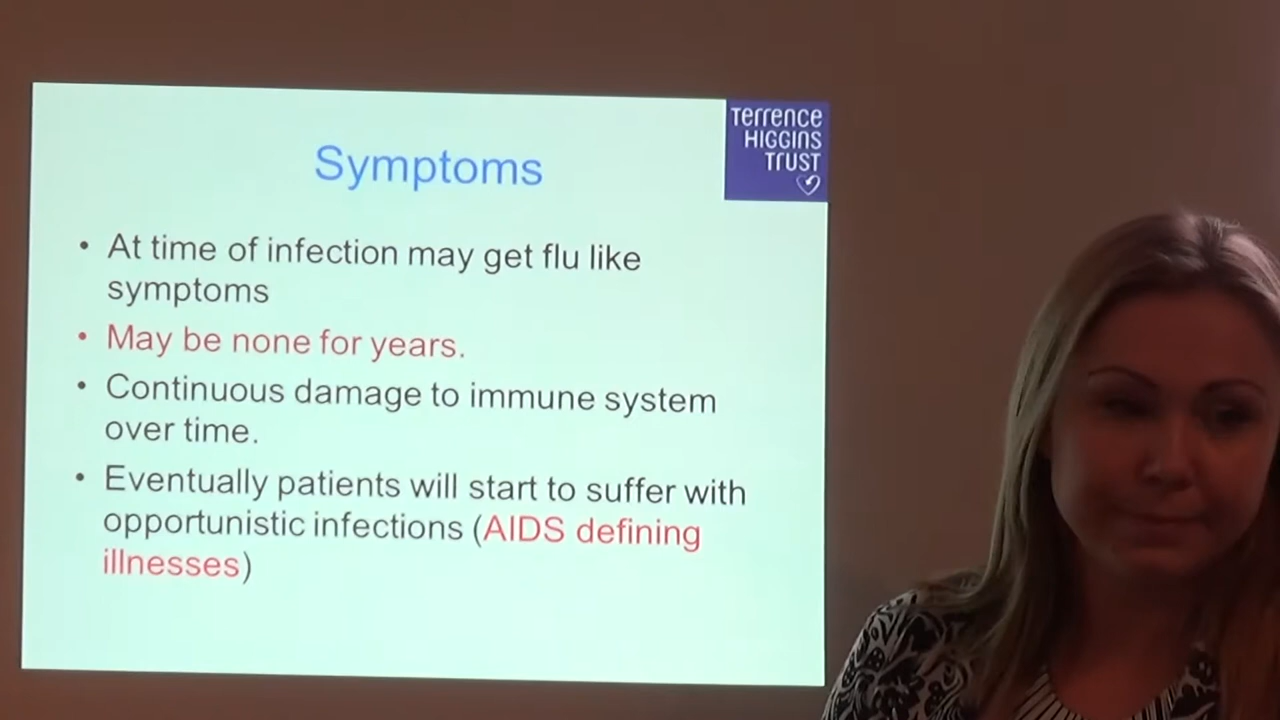 Terrence
HIGGINS
TRUST
Symptoms
• At time of infection may get flu like
symptoms
• May be none for years.
• Continuous damage to immune system
over time.
• Eventually patients will start to suffer with
opportunistic infections (AIDS defining
illnesses)